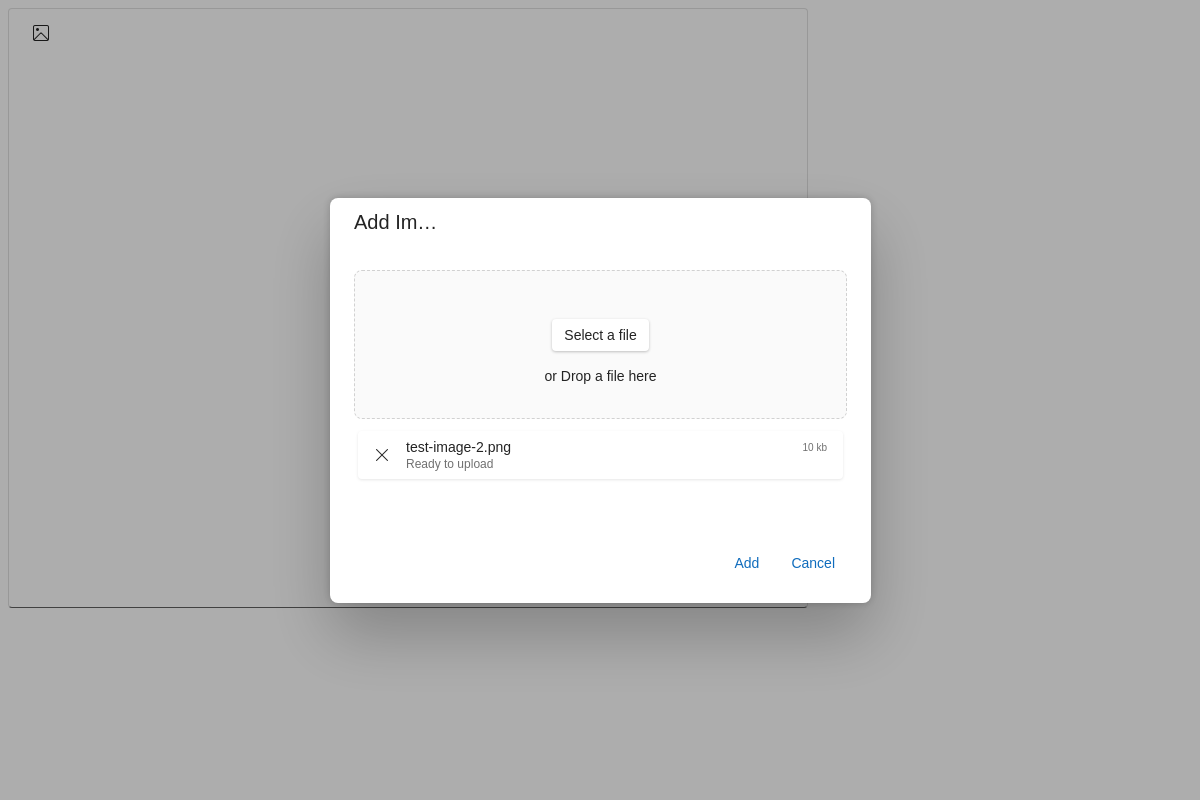 Add Im…
Select a file
or Drop a file here
test-image-2.png
10 kb
Ready to upload
Add
Cancel